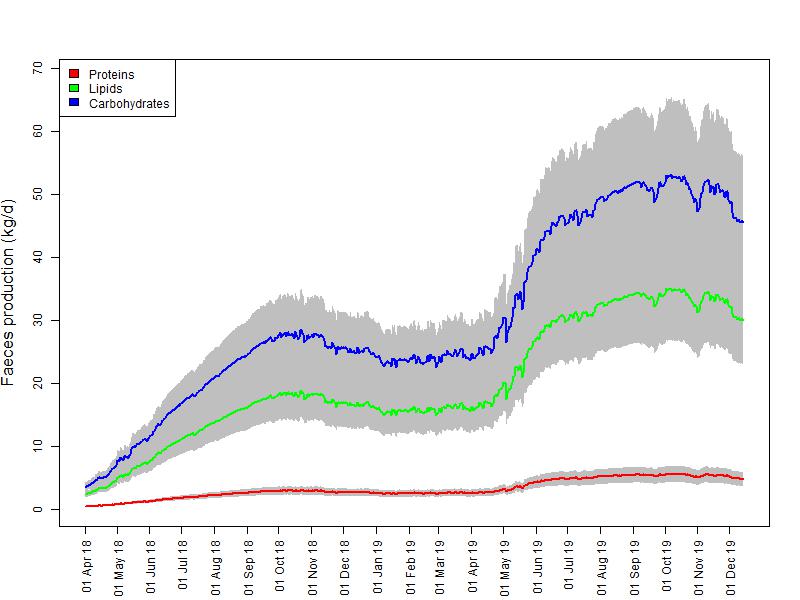 Proteins
Lipids
Carbohydrates
Faeces production (kg/d)
70
60
50
40
30
20
10
0
01 Apr 18
01 May 18
01 Jun 18
01 Jul 18
01 Aug 18
01 Sep 18
01 Oct 18
01 Nov 18
01 Dec 18
01 Jan 19
01 Feb 19
01 Mar 19
01 Apr 19
01 May 19
01 Jun 19
01 Jul 19
01 Aug 19
01 Sep 19
01 Oct 19
01 Nov 19
01 Dec 19